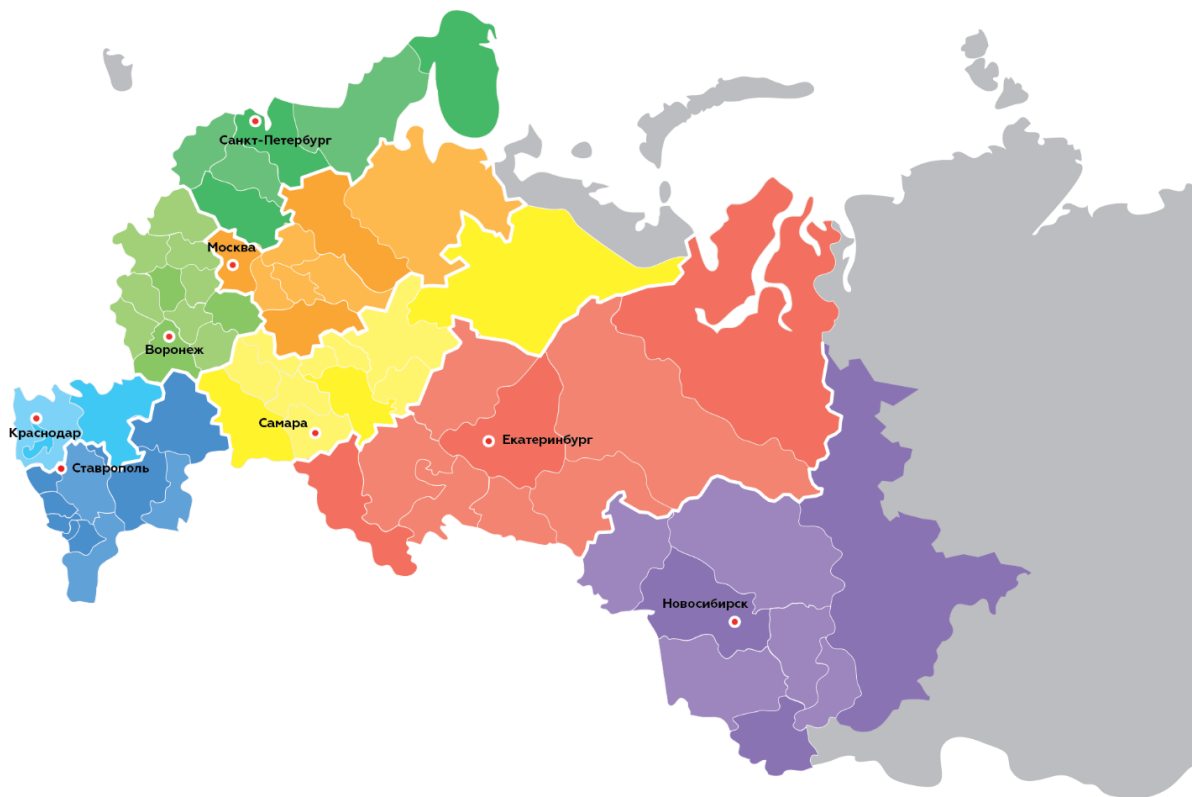 Санкт-Петербург
Москва
Воронеж
Краснодар
Самара
Екатеринбург
Ставрополь
Новосибирск